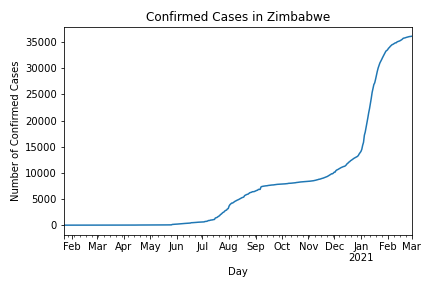 Confirmed Cases in Zimbabwe
Number of Confirmed Cases
35000
30000
25000
20000
15000
10000
5000
0
Feb Mar Apr May Jun Jul Aug Sep Oct Nov Dec Jan Feb Mar
2021
Day